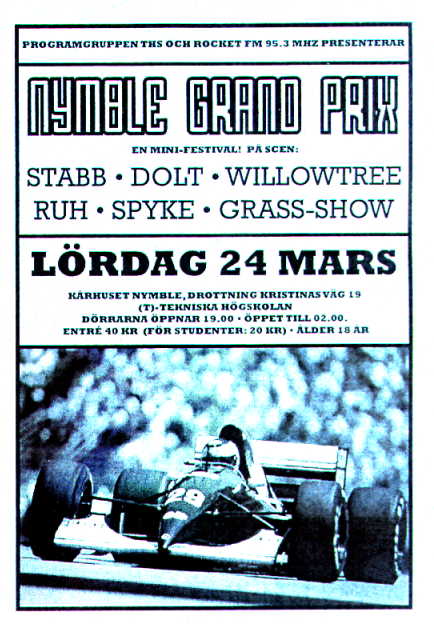 PROGRAMGRUPPEN THS OCH ROCKET FM 95.3 MHZ PRESENTERAR
NYMBLE GRAND PRIX
EN MINI-FESTIVAL! PÅ SCEN:
STABB • DOLT • WILLOWTREE
RUH • SPYKE • GRASS-SHOW
LÖRDAG 24 MARS
KÅRHUSET NYMBLE, DROTTNING KRISTINAS VÄG 19
(T)-TEKNISKA HÖGSKOLAN
DÖRRARNA ÖPPNAR 19.00 • ÖPPET TILL 02.00.
ENTRÉ 40 KR (FÖR STUDENTER: 20 KR) • ÅLDER 18 ÅR
29